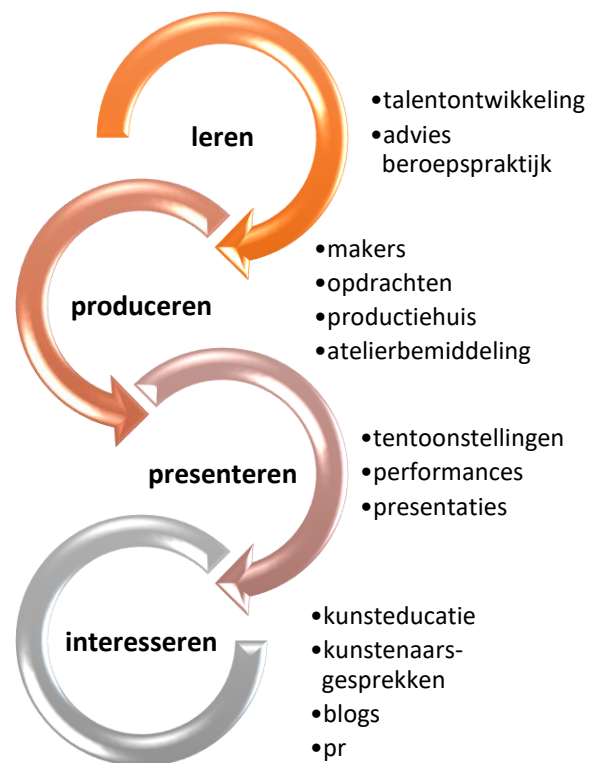 leren
•talentontwikkeling
•advies
beroepspraktijk
produceren
•makers
•opdrachten
•productiehuis
•atelierbemiddeling
presenteren
•tentoonstellingen
•performances
•presentaties
interesseren
•kunsteducatie
•kunstenaars-
gesprekken
•blogs
•pr